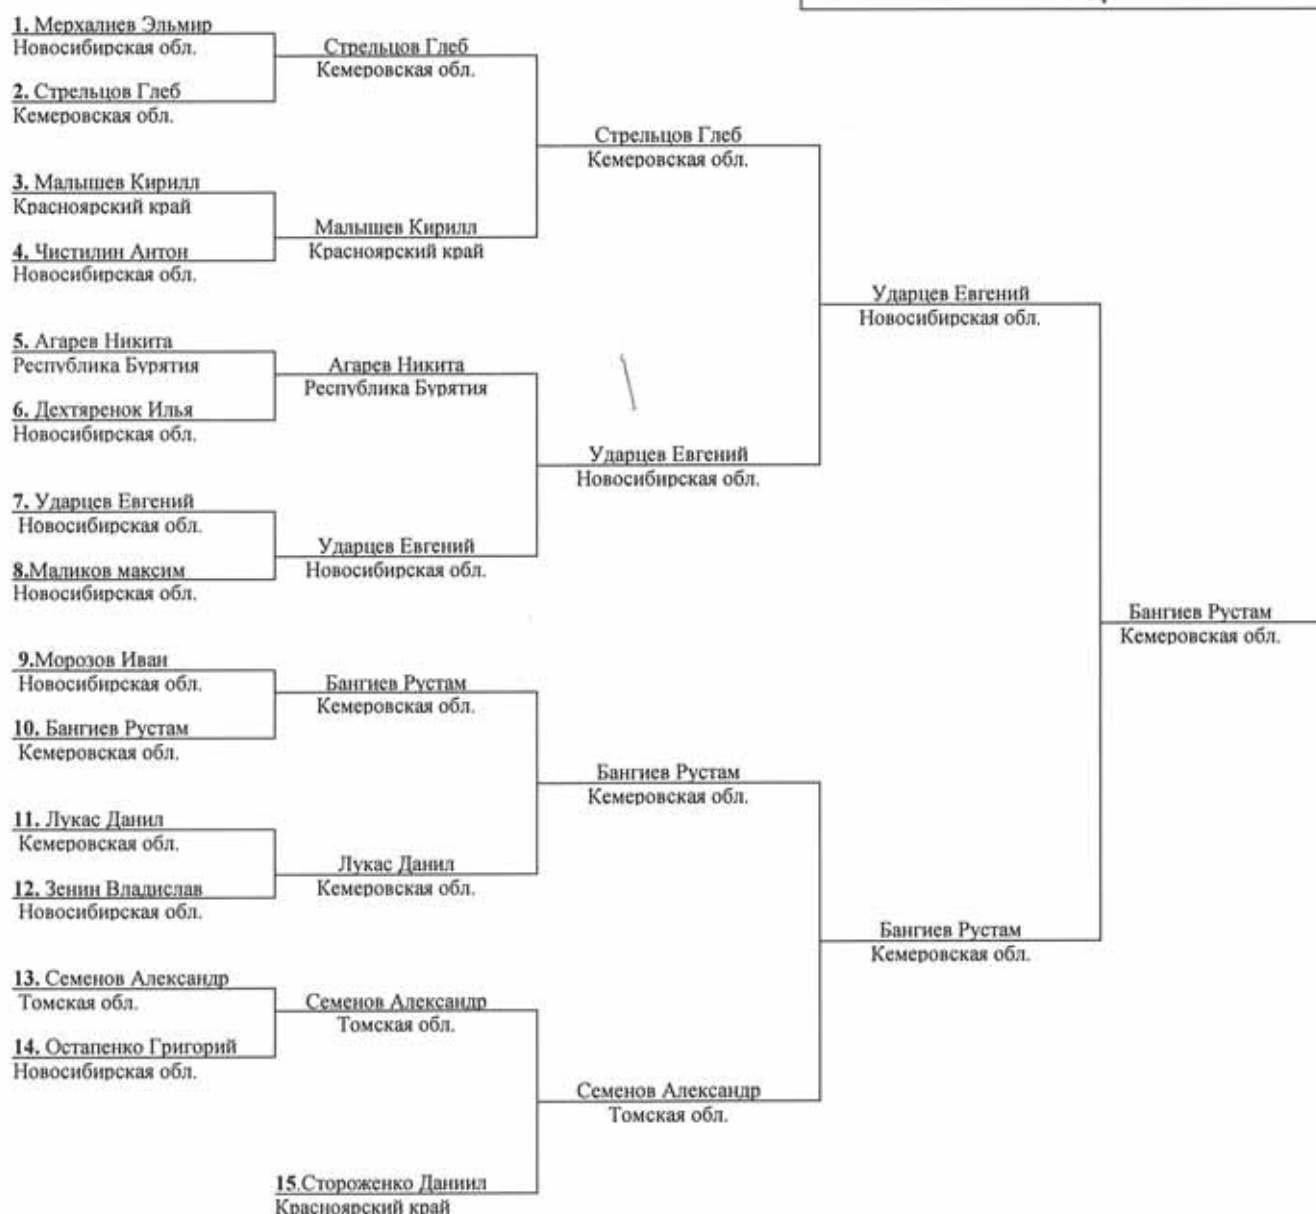 1. Мерхалиев Эльмир
Новосибирская обл.
Стрельцов Глеб
Кемеровская обл.
2. Стрельцов Глеб
Кемеровская обл.
Стрельцов Глеб
Кемеровская обл.
3. Малышев Кирилл
Красноярский край
Малышев Кирилл
Красноярский край
4. Чистилин Антон
Новосибирская обл.
Ударцев Евгений
Новосибирская обл.
5. Агарев Никита
Республика Бурятия
Агарев Никита
Республика Бурятия
6. Дехтяренок Илья
Новосибирская обл.
Ударцев Евгений
Новосибирская обл.
7. Ударцев Евгений
Новосибирская обл.
Ударцев Евгений
Новосибирская обл.
8.Маликов максим
Новосибирская обл.
Бангиев Рустам
Кемеровская обл.
9.Морозов Иван
Новосибирская обл.
Бангиев Рустам
Кемеровская обл.
10. Бангиев Рустам
Кемеровская обл.
Бангиев Рустам
Кемеровская обл.
11. Лукас Данил
Кемеровская обл.
Лукас Данил
Кемеровская обл.
12. Зенин Владислав
Новосибирская обл.
Бангиев Рустам
Кемеровская обл.
13. Семенов Александр
Томская обл.
Семенов Александр
Томская обл.
14. Остапенко Григорий
Новосибирская обл.
Семенов Александр
Томская обл.
15.Стороженко Даниил
Красноярский край